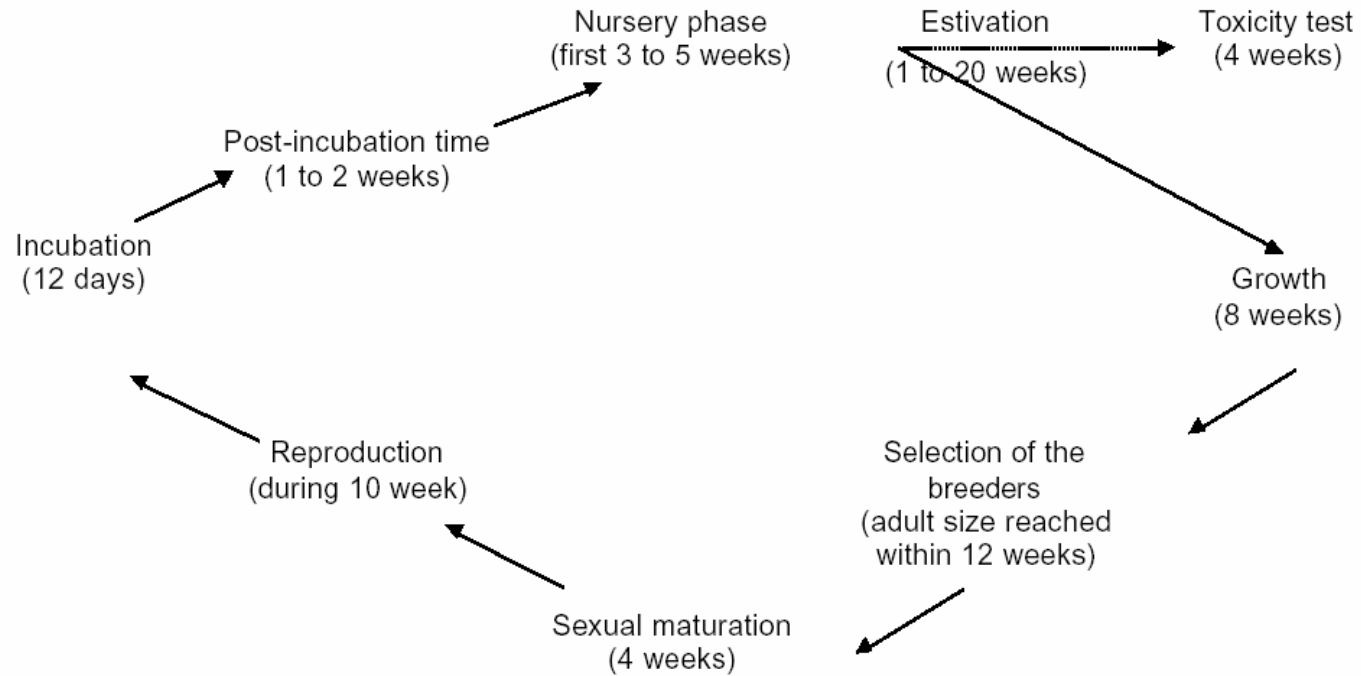 Nursery phase
(first 3 to 5 weeks)
Estivation
(1 to 20 weeks)
Toxicity test
(4 weeks)
Post-incubation time
(1 to 2 weeks)
Incubation
(12 days)
Growth
(8 weeks)
Reproduction
(during 10 week)
Selection of the
breeders
(adult size reached
within 12 weeks)
Sexual maturation
(4 weeks)